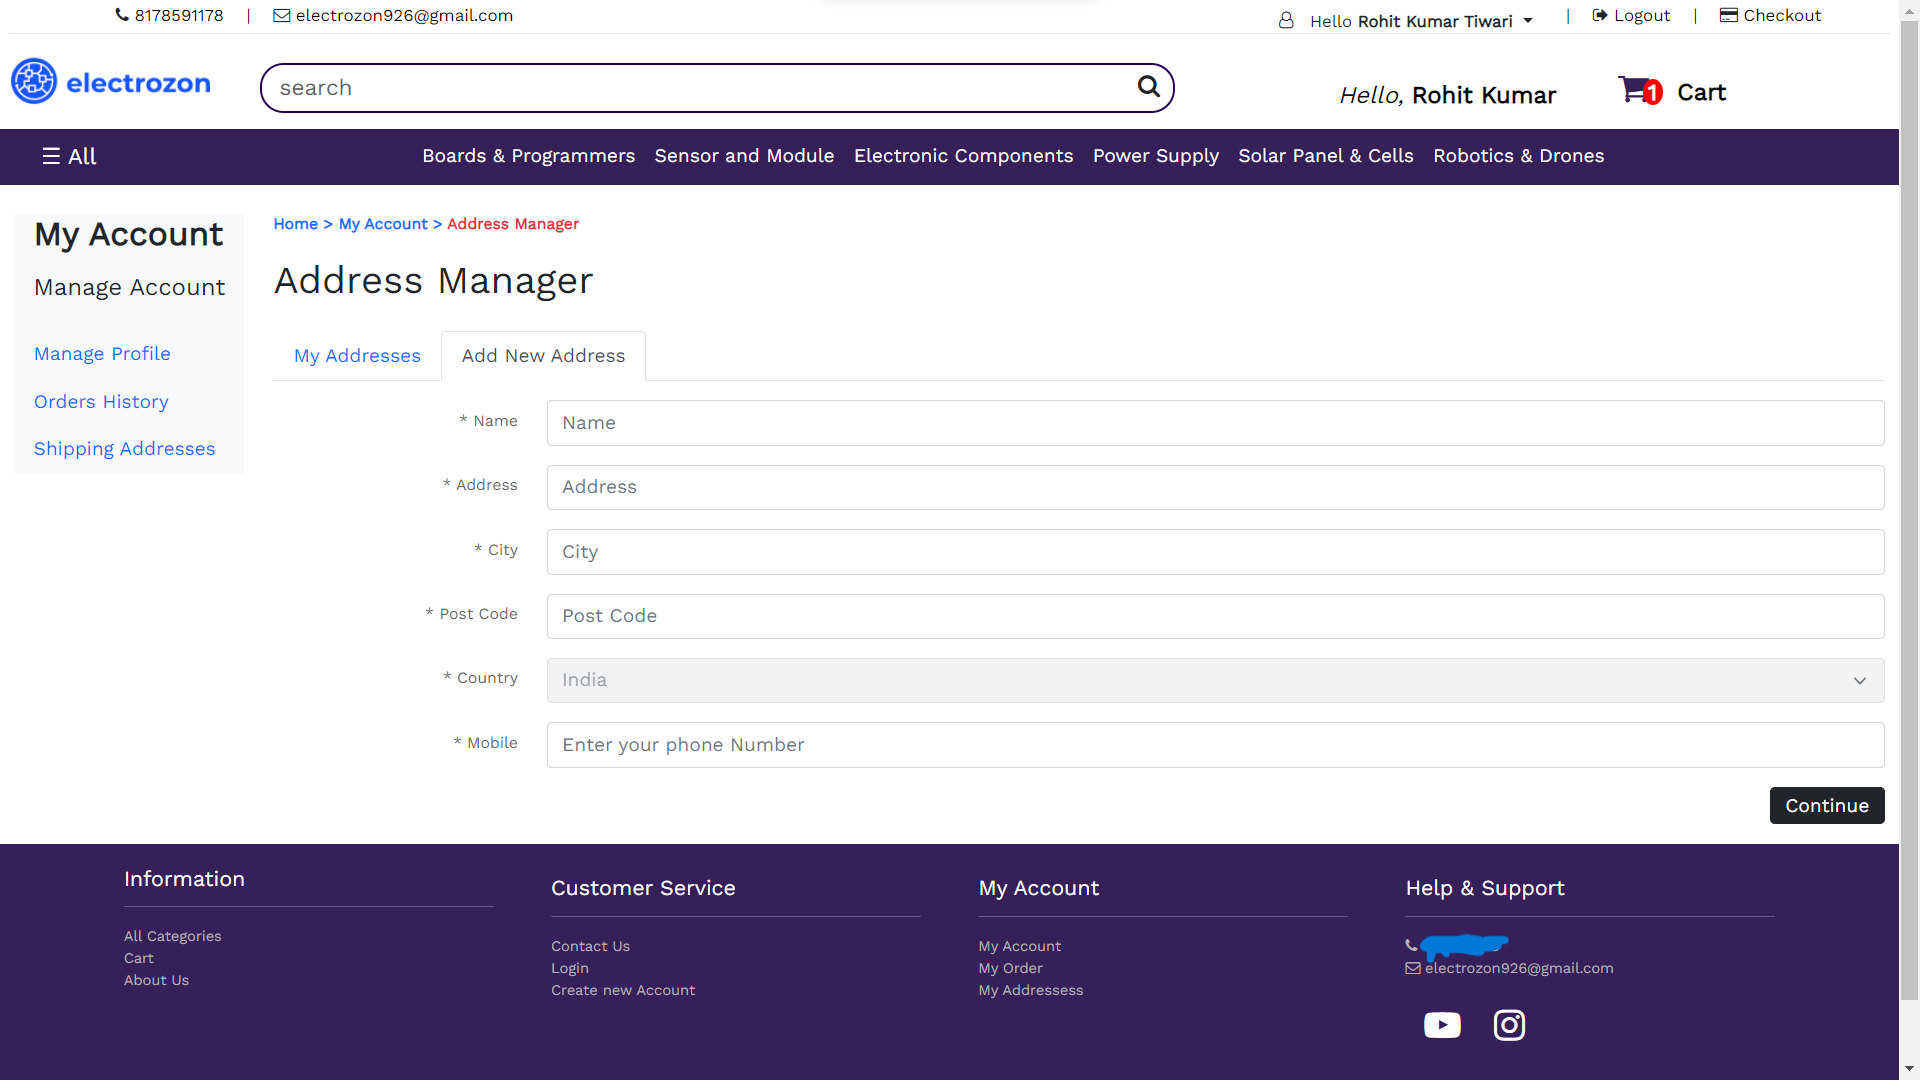 8178591178 | electrozon926@gmail.com Hello Rohit Kumar Tiwari | Logout | Checkout
electrozon search Hello, Rohit Kumar 1 Cart
☰ All Boards & Programmers Sensor and Module Electronic Components Power Supply Solar Panel & Cells Robotics & Drones
My Account
Manage Account
Manage Profile
Orders History
Shipping Addresses
Home > My Account > Address Manager
Address Manager
My Addresses Add New Address
* Name Name
* Address Address
* City City
* Post Code Post Code
* Country India
* Mobile Enter your phone Number
Continue
Information
All Categories
Cart
About Us
Customer Service
Contact Us
Login
Create new Account
My Account
My Account
My Order
My Addressess
Help & Support
electrozon926@gmail.com